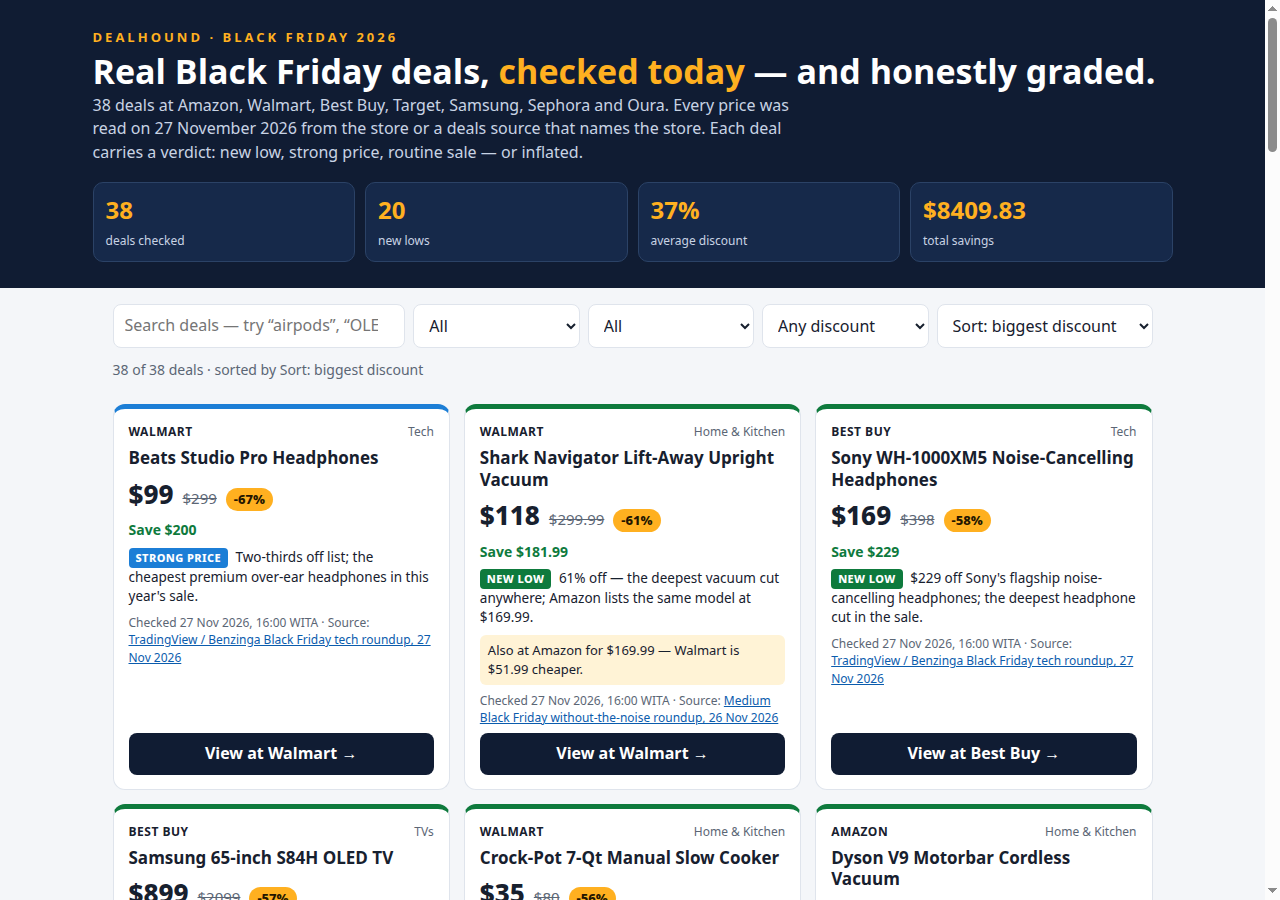 DEALHOUND · BLACK FRIDAY 2026
Real Black Friday deals, checked today — and honestly graded.
38 deals at Amazon, Walmart, Best Buy, Target, Samsung, Sephora and Oura. Every price was
read on 27 November 2026 from the store or a deals source that names the store. Each deal
carries a verdict: new low, strong price, routine sale — or inflated.
38
deals checked
20
new lows
37%
average discount
$8409.83
total savings
Search deals — try “airpods”, “OLE
All
All
Any discount
Sort: biggest discount
38 of 38 deals · sorted by Sort: biggest discount
WALMART
Tech
Beats Studio Pro Headphones
$99 $299 -67%
Save $200
STRONG PRICE Two-thirds off list; the
cheapest premium over-ear headphones in this
year's sale.
Checked 27 Nov 2026, 16:00 WITA · Source:
TradingView / Benzinga Black Friday tech roundup, 27
Nov 2026
View at Walmart →
WALMART
Home & Kitchen
Shark Navigator Lift-Away Upright
Vacuum
$118 $299.99 -61%
Save $181.99
NEW LOW 61% off — the deepest vacuum cut
anywhere; Amazon lists the same model at
$169.99.
Also at Amazon for $169.99 — Walmart is
$51.99 cheaper.
Checked 27 Nov 2026, 16:00 WITA · Source: Medium
Black Friday without-the-noise roundup, 26 Nov 2026
View at Walmart →
BEST BUY
Tech
Sony WH-1000XM5 Noise-Cancelling
Headphones
$169 $398 -58%
Save $229
NEW LOW $229 off Sony's flagship noise-
cancelling headphones; the deepest headphone
cut in the sale.
Checked 27 Nov 2026, 16:00 WITA · Source:
TradingView / Benzinga Black Friday tech roundup, 27
Nov 2026
View at Best Buy →
BEST BUY
TVs
Samsung 65-inch S84H OLED TV
$899 $2099 -57%
WALMART
Home & Kitchen
Crock-Pot 7-Qt Manual Slow Cooker
$35 $80 -56%
AMAZON
Home & Kitchen
Dyson V9 Motorbar Cordless
Vacuum